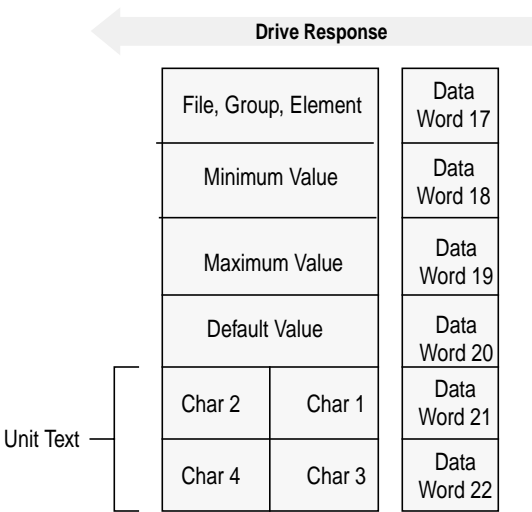 Drive Response
File, Group, Element
Data
Word 17
Minimum Value
Data
Word 18
Maximum Value
Data
Word 19
Default Value
Data
Word 20
Unit Text
Char 2
Char 1
Data
Word 21
Char 4
Char 3
Data
Word 22